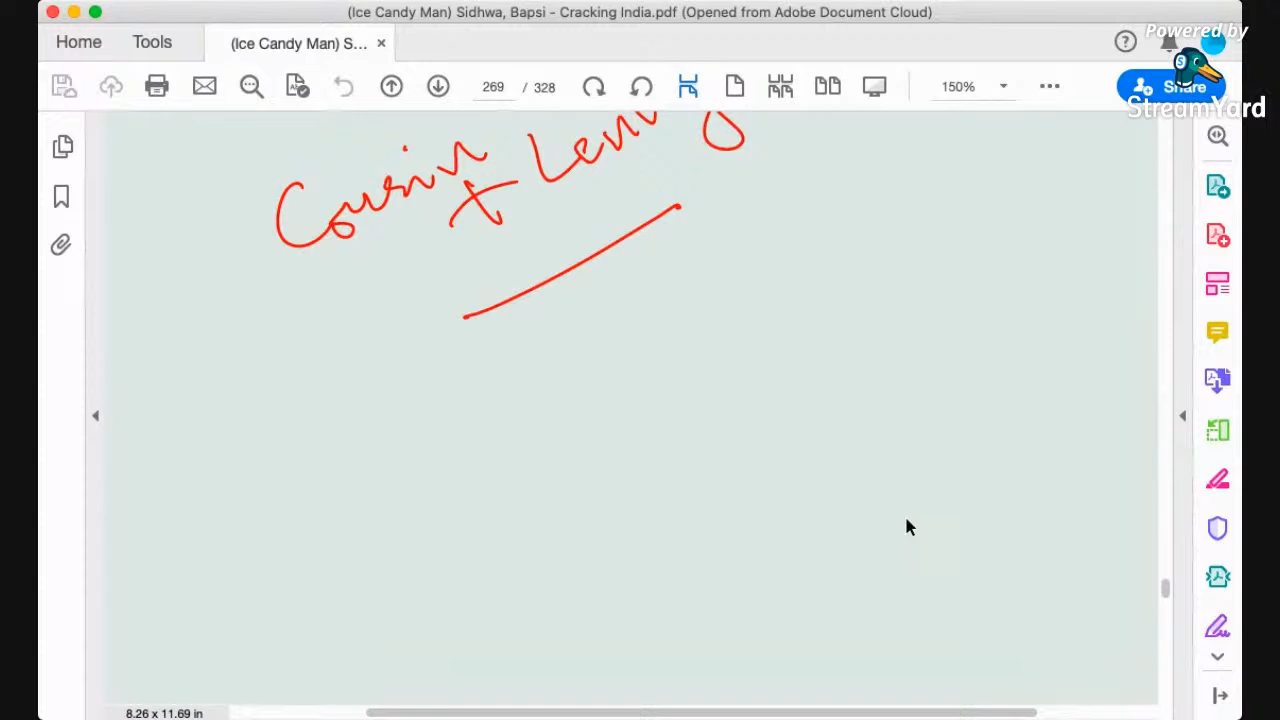 (Ice Candy Man) Sidhwa, Bapsi - Cracking India.pdf (Opened from Adobe Document Cloud)
Home Tools (Ice Candy Man) S... ×
Powered by
269 / 328 150% Share
StreamYard
Cousin + Lenny
8.26 x 11.69 in